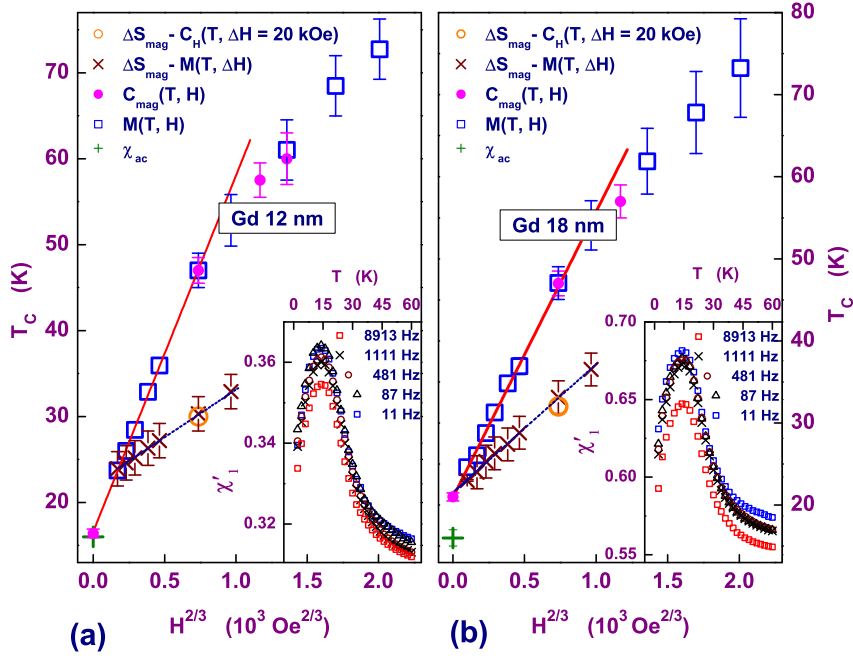 ΔS_mag - C_H(T, ΔH = 20 kOe)
ΔS_mag - M(T, ΔH)
C_mag(T, H)
M(T, H)
χ_ac
Gd 12 nm
T_C (K)
70
60
50
40
30
20
0.0 0.5 1.0 1.5 2.0
H^2/3 (10^3 Oe^2/3)
(a)
T (K)
0 15 30 45 60
8913 Hz
1111 Hz
481 Hz
87 Hz
11 Hz
0.36
0.34
0.32
χ'_1
ΔS_mag - C_H(T, ΔH = 20 kOe)
ΔS_mag - M(T, ΔH)
C_mag(T, H)
M(T, H)
χ_ac
Gd 18 nm
T_C (K)
80
70
60
50
40
30
20
0.0 0.5 1.0 1.5 2.0
H^2/3 (10^3 Oe^2/3)
(b)
T (K)
0 15 30 45 60
8913 Hz
1111 Hz
481 Hz
87 Hz
11 Hz
0.70
0.65
0.60
0.55
χ'_1